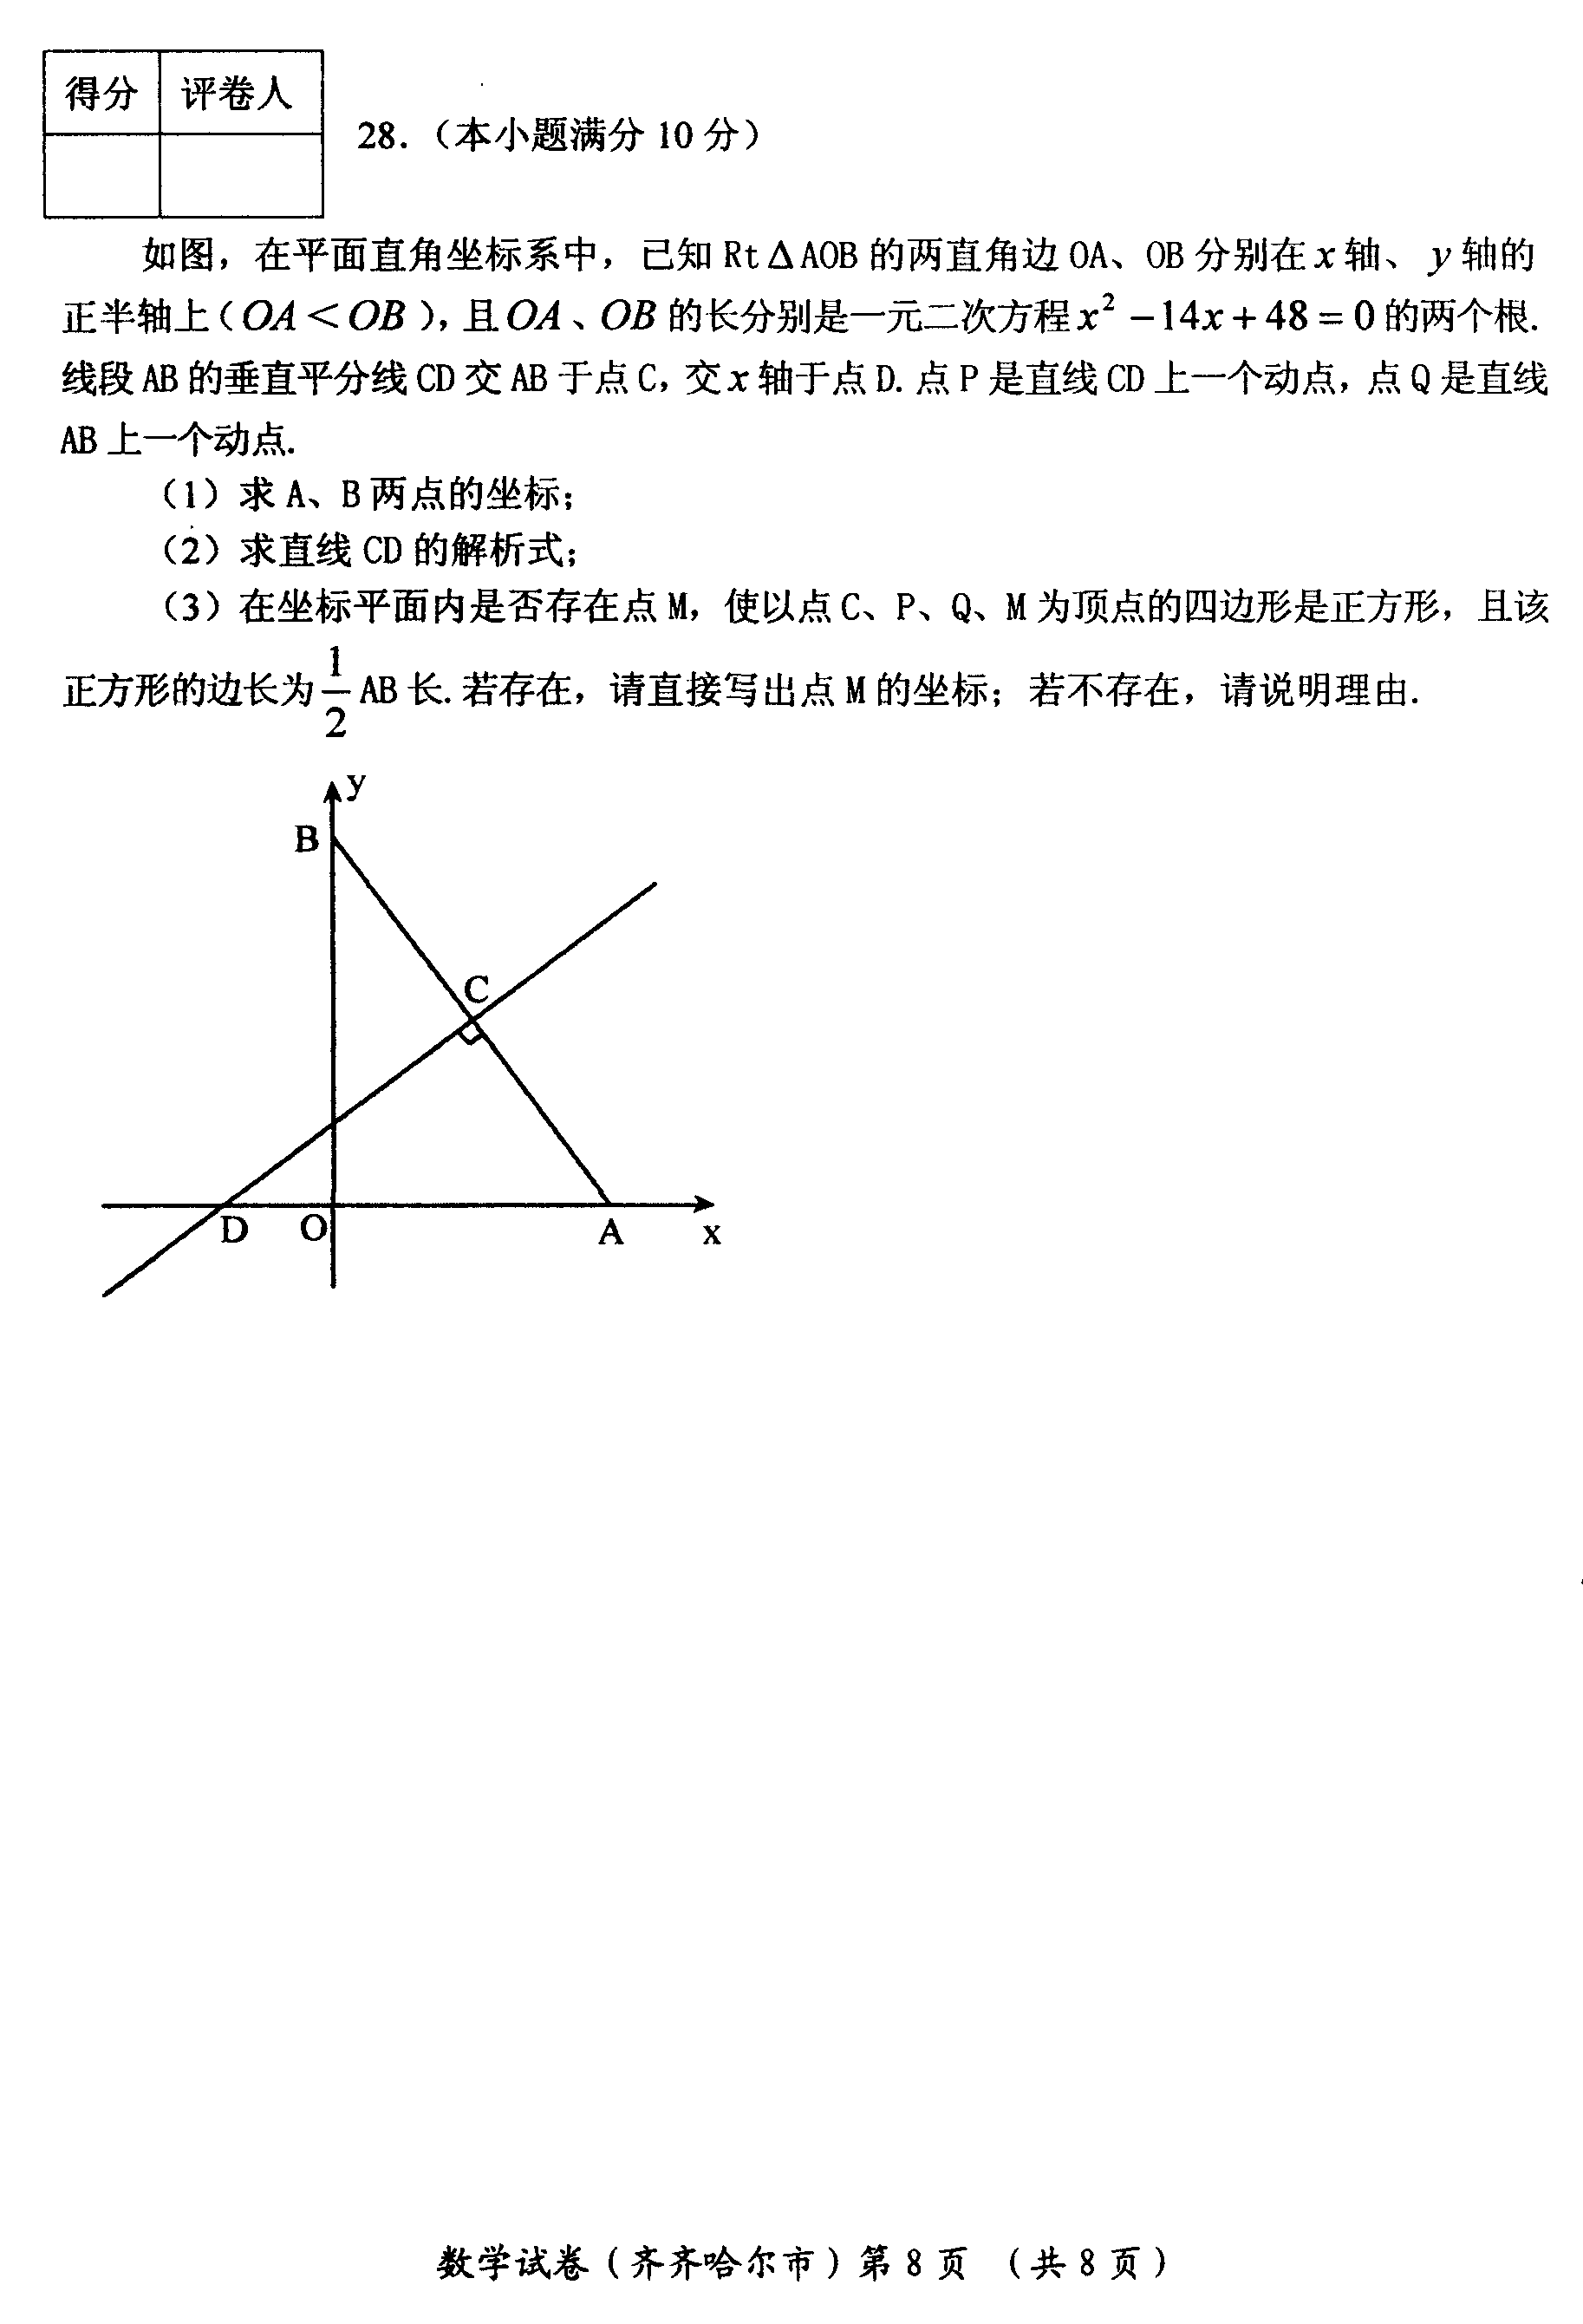 得分 评卷人
28.（本小题满分 10 分）
如图，在平面直角坐标系中，已知 Rt△AOB 的两直角边 OA、OB 分别在 x 轴、 y 轴的
正半轴上（OA＜OB），且 OA、OB 的长分别是一元二次方程 x² －14x＋48＝0 的两个根.
线段 AB 的垂直平分线 CD 交 AB 于点 C，交 x 轴于点 D. 点 P 是直线 CD 上一个动点，点 Q 是直线
AB 上一个动点.
（1）求 A、B 两点的坐标；
（2）求直线 CD 的解析式；
（3）在坐标平面内是否存在点 M，使以点 C、P、Q、M 为顶点的四边形是正方形，且该
正方形的边长为 1/2 AB 长. 若存在，请直接写出点 M 的坐标；若不存在，请说明理由.
y
B
C
D O A x
数学试卷（齐齐哈尔市）第 8 页 （共 8 页）